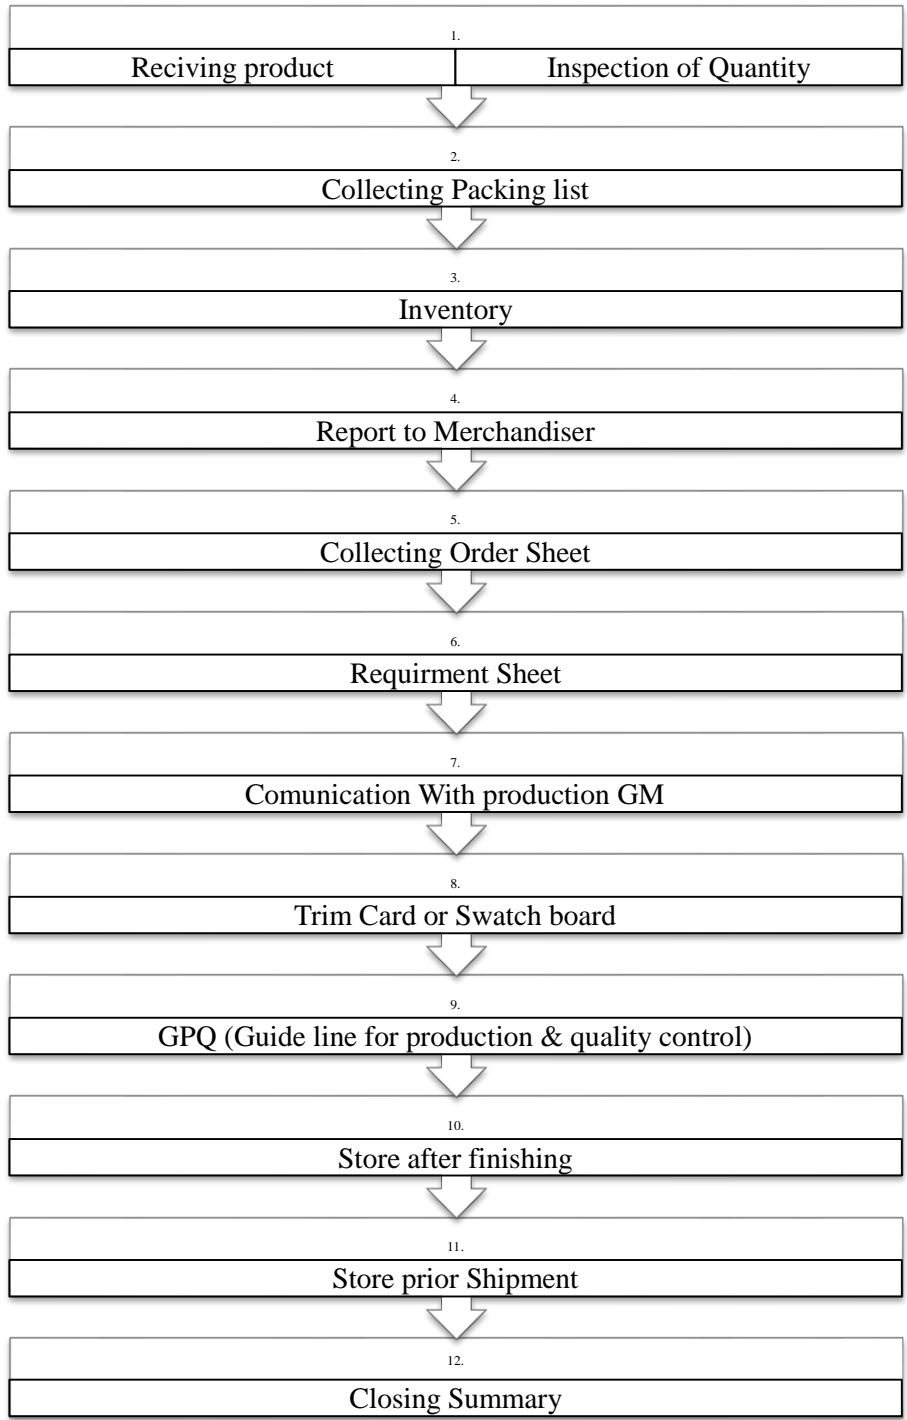 1.
Reciving product
Inspection of Quantity
2.
Collecting Packing list
3.
Inventory
4.
Report to Merchandiser
5.
Collecting Order Sheet
6.
Requirment Sheet
7.
Comunication With production GM
8.
Trim Card or Swatch board
9.
GPQ (Guide line for production & quality control)
10.
Store after finishing
11.
Store prior Shipment
12.
Closing Summary